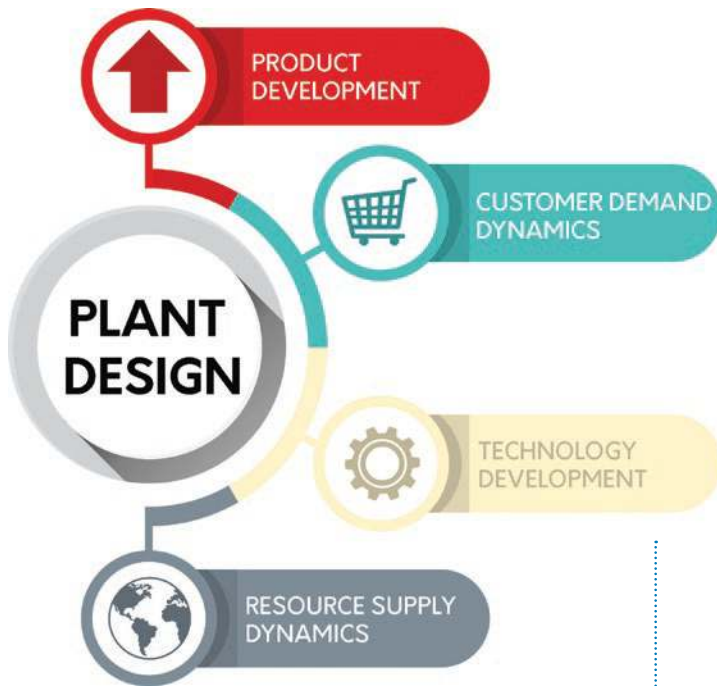 PRODUCT
DEVELOPMENT
CUSTOMER DEMAND
DYNAMICS
PLANT
DESIGN
TECHNOLOGY
DEVELOPMENT
RESOURCE SUPPLY
DYNAMICS